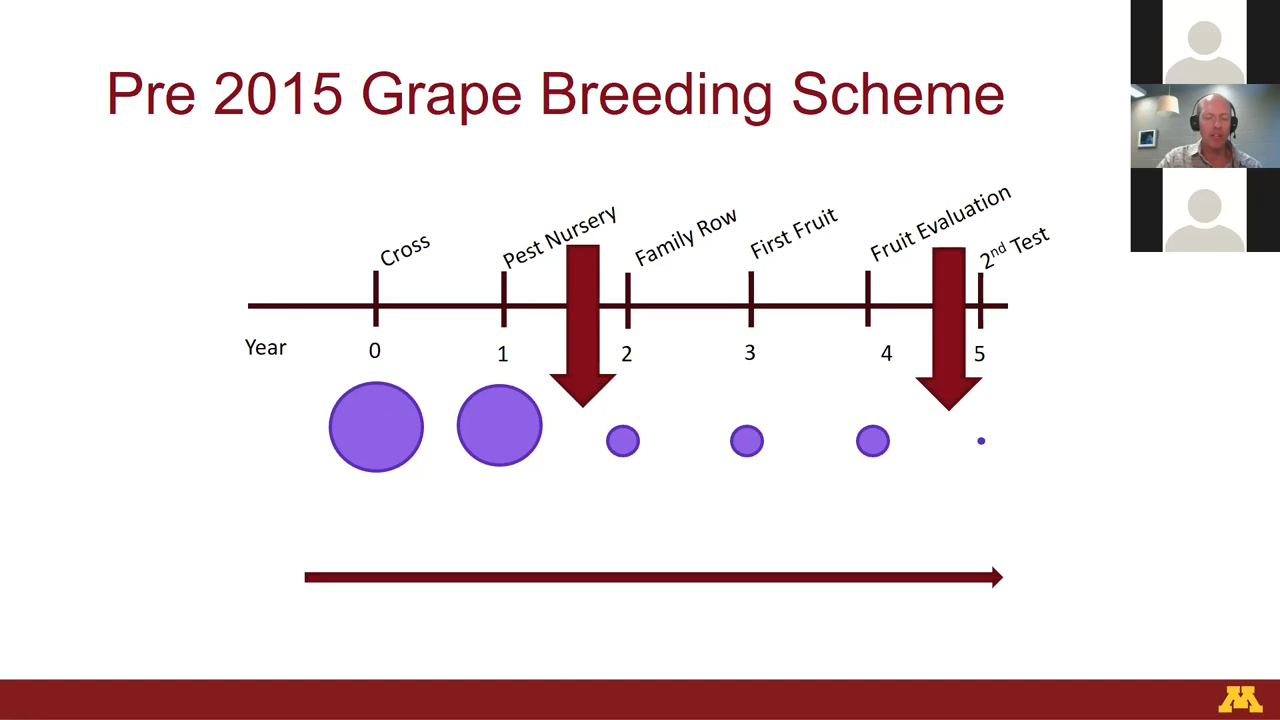 Pre 2015 Grape Breeding Scheme
Cross
Pest Nursery
Family Row
First Fruit
Fruit Evaluation
2nd Test
Year
0
1
2
3
4
5
M